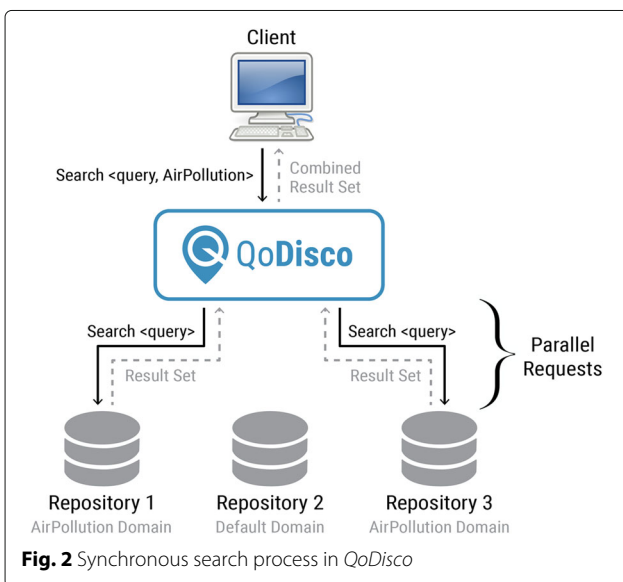 Client
Search <query, AirPollution>
Combined
Result Set
QoDisco
Search <query>
Search <query>
Result Set
Result Set
Parallel
Requests
Repository 1
AirPollution Domain
Repository 2
Default Domain
Repository 3
AirPollution Domain
Fig. 2 Synchronous search process in QoDisco